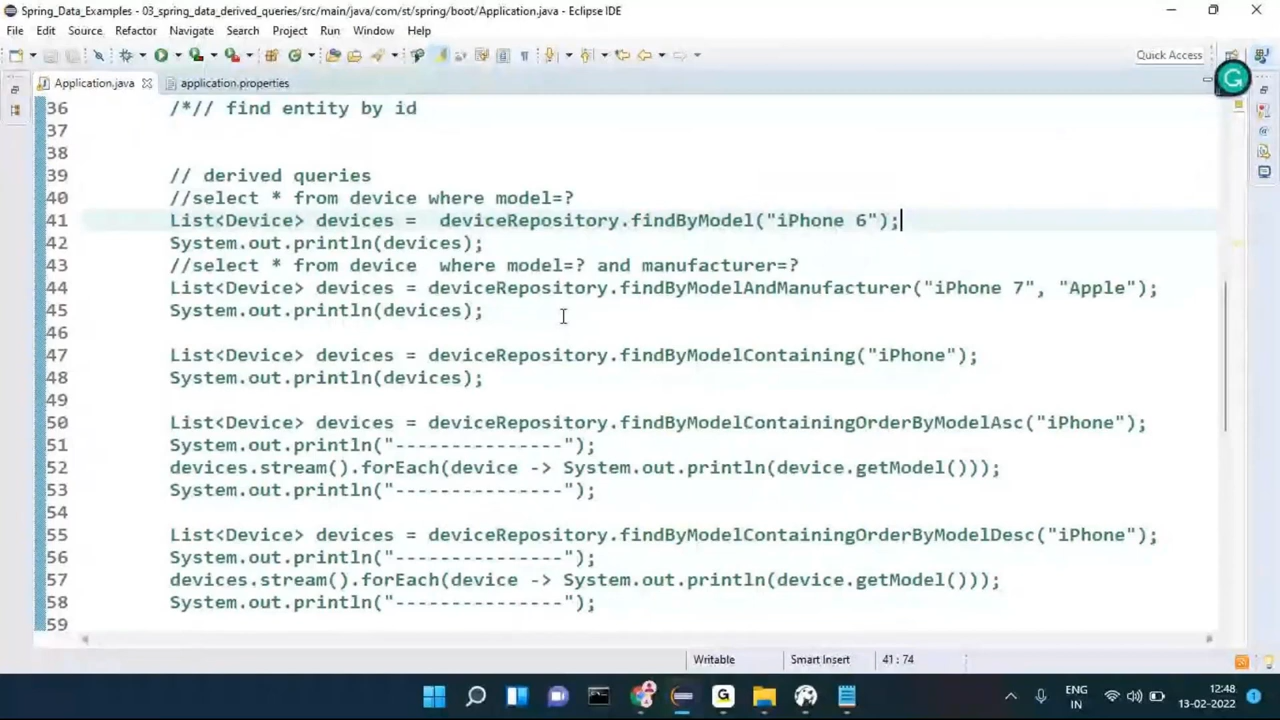 Spring_Data_Examples - 03_spring_data_derived_queries/src/main/java/com/st/spring/boot/Application.java - Eclipse IDE
File Edit Source Refactor Navigate Search Project Run Window Help
Quick Access
Application.java application.properties
G
36 /*// find entity by id
37
38
39 // derived queries
40 //select * from device where model=?
41 List<Device> devices =  deviceRepository.findByModel("iPhone 6");
42 System.out.println(devices);
43 //select * from device  where model=? and manufacturer=?
44 List<Device> devices = deviceRepository.findByModelAndManufacturer("iPhone 7", "Apple");
45 System.out.println(devices);
46
47 List<Device> devices = deviceRepository.findByModelContaining("iPhone");
48 System.out.println(devices);
50 List<Device> devices = deviceRepository.findByModelContainingOrderByModelAsc("iPhone");
51 System.out.println("---------------");
52 devices.stream().forEach(device -> System.out.println(device.getModel()));
53 System.out.println("---------------");
54
55 List<Device> devices = deviceRepository.findByModelContainingOrderByModelDesc("iPhone");
56 System.out.println("---------------");
57 devices.stream().forEach(device -> System.out.println(device.getModel()));
58 System.out.println("---------------");
59
Writable Smart Insert 41 : 74
ENG 12:48
IN 13-02-2022